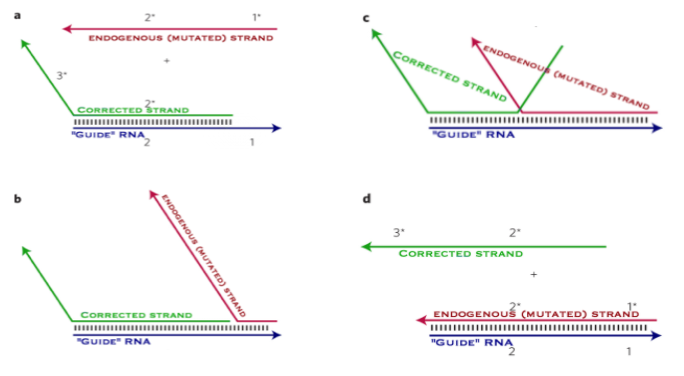 a
2* 1*
ENDOGENOUS (MUTATED) STRAND
+
3*
2*
CORRECTED STRAND
"GUIDE" RNA
2 1
b
ENDOGENOUS (MUTATED) STRAND
CORRECTED STRAND
"GUIDE" RNA
c
CORRECTED STRAND
ENDOGENOUS (MUTATED) STRAND
"GUIDE" RNA
d
3* 2*
CORRECTED STRAND
+
2* 1*
ENDOGENOUS (MUTATED) STRAND
"GUIDE" RNA
2 1